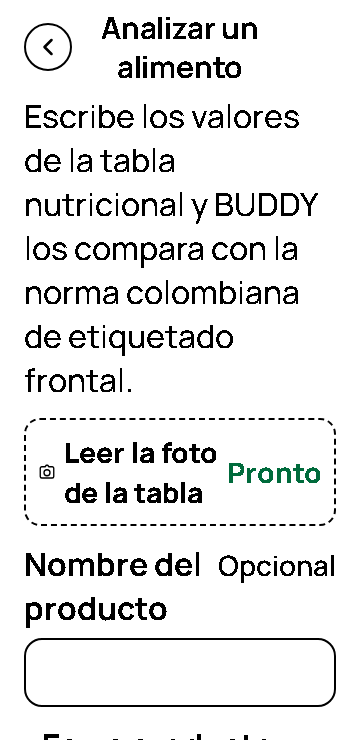 Analizar un
alimento
Escribe los valores
de la tabla
nutricional y BUDDY
los compara con la
norma colombiana
de etiquetado
frontal.
Leer la foto
de la tabla
Pronto
Nombre del
producto
Opcional